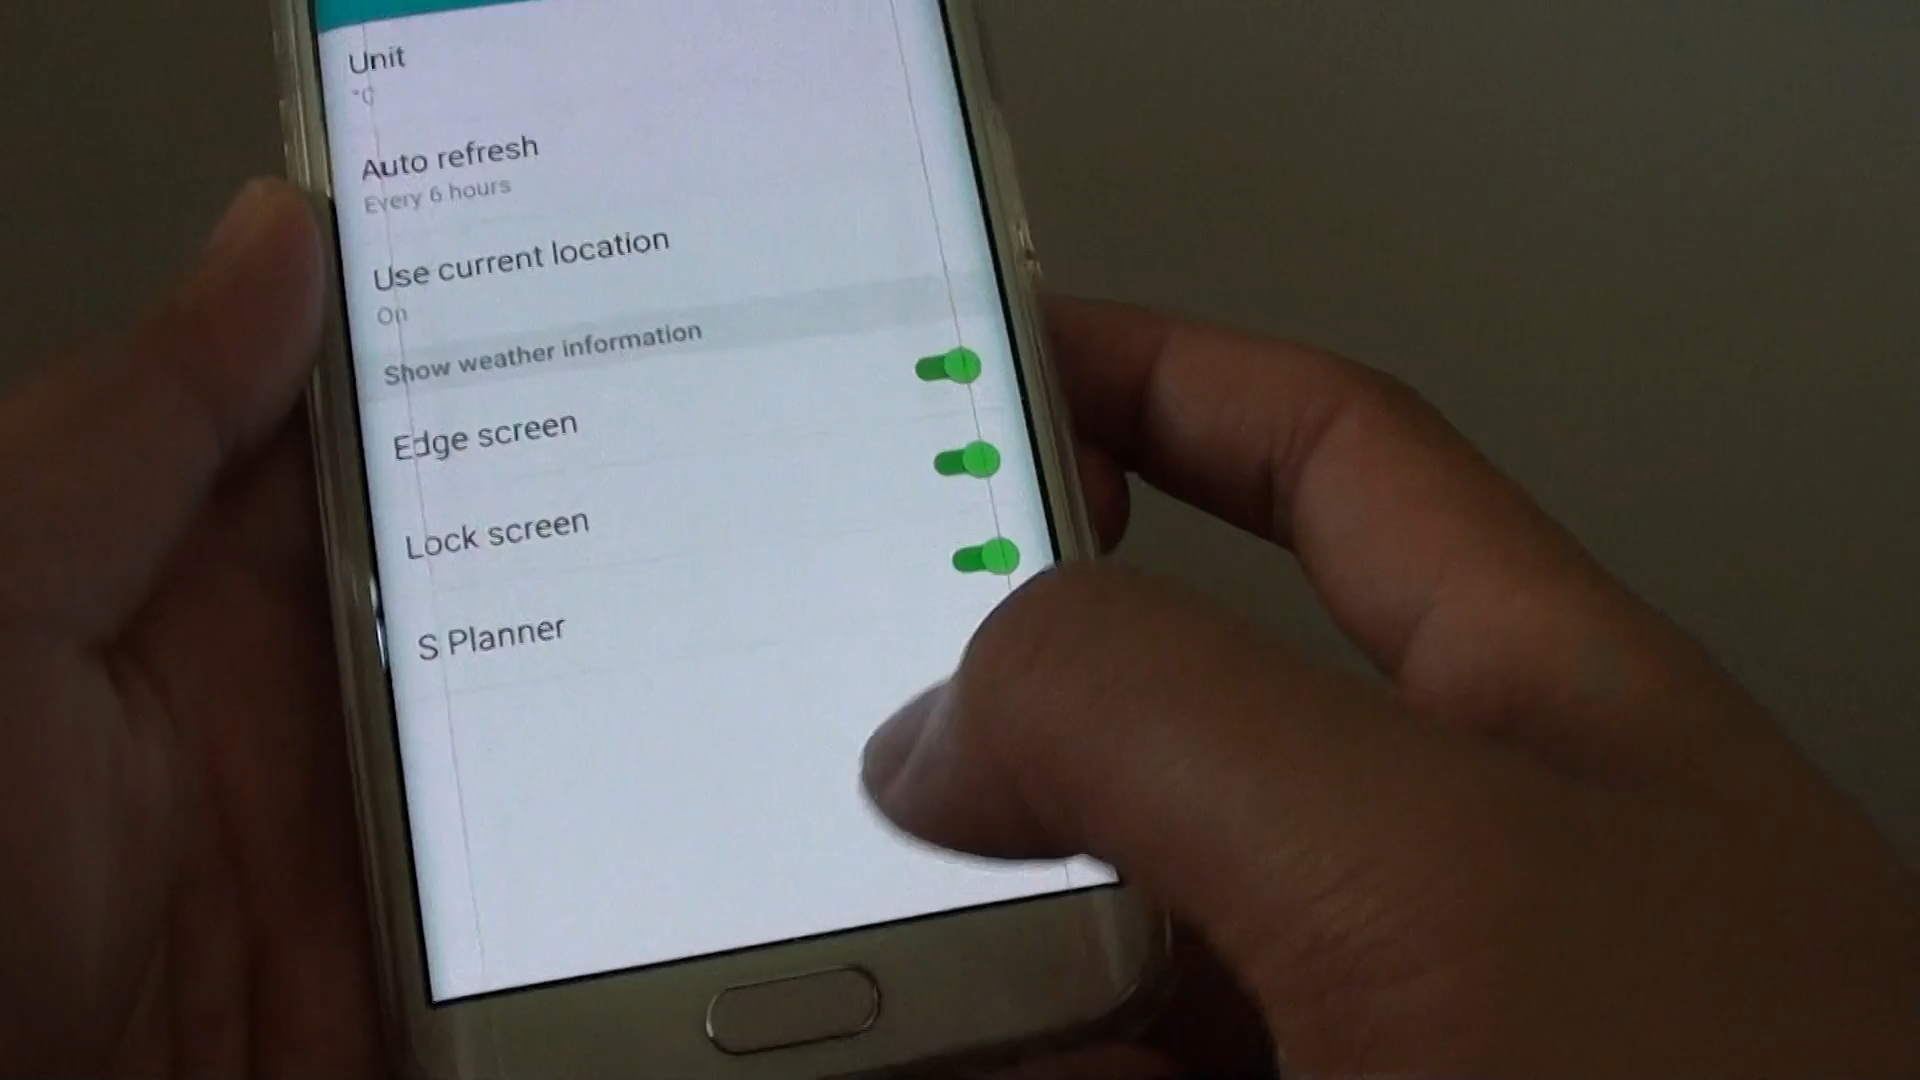 Unit
°C
Auto refresh
Every 6 hours
Use current location
On
Show weather information
Edge screen
Lock screen
S Planner